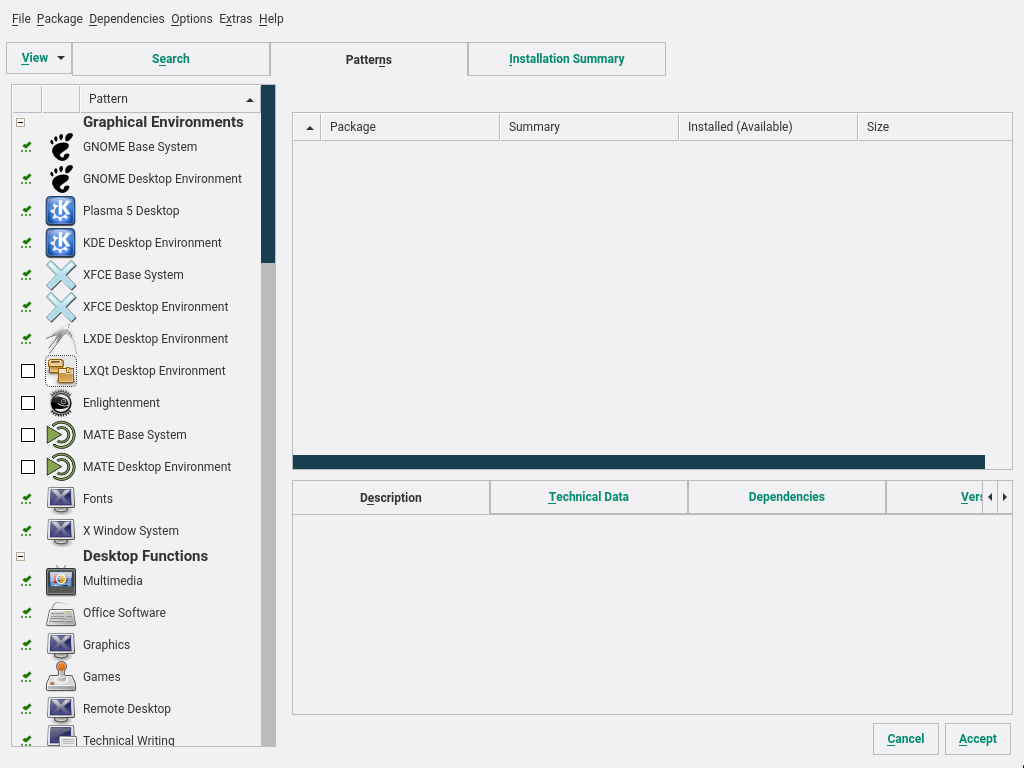 File Package Dependencies Options Extras Help
View Search Patterns Installation Summary
Pattern
Package Summary Installed (Available) Size
Graphical Environments
GNOME Base System
GNOME Desktop Environment
Plasma 5 Desktop
KDE Desktop Environment
XFCE Base System
XFCE Desktop Environment
LXDE Desktop Environment
LXQt Desktop Environment
Enlightenment
MATE Base System
MATE Desktop Environment
Fonts
X Window System
Desktop Functions
Multimedia
Office Software
Graphics
Games
Remote Desktop
Technical Writing
Description Technical Data Dependencies
Cancel Accept